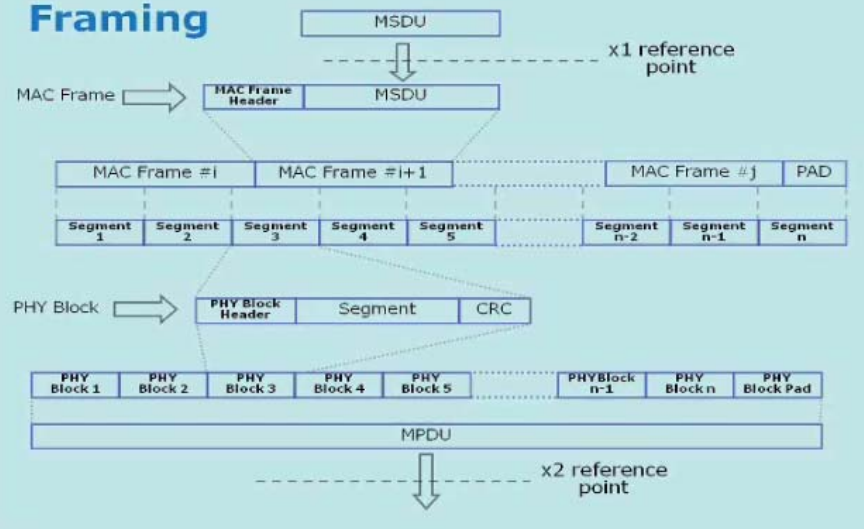 Framing
MSDU
x1 reference
point
MAC Frame
MAC Frame
Header
MSDU
MAC Frame #i
MAC Frame #i+1
MAC Frame #j
PAD
Segment
1
Segment
2
Segment
3
Segment
4
Segment
5
Segment
n-2
Segment
n-1
Segment
n
PHY Block
PHY Block
Header
Segment
CRC
PHY
Block 1
PHY
Block 2
PHY
Block 3
PHY
Block 4
PHY
Block 5
PHYBlock
n-1
PHY
Block n
PHY
Block Pad
MPDU
x2 reference
point